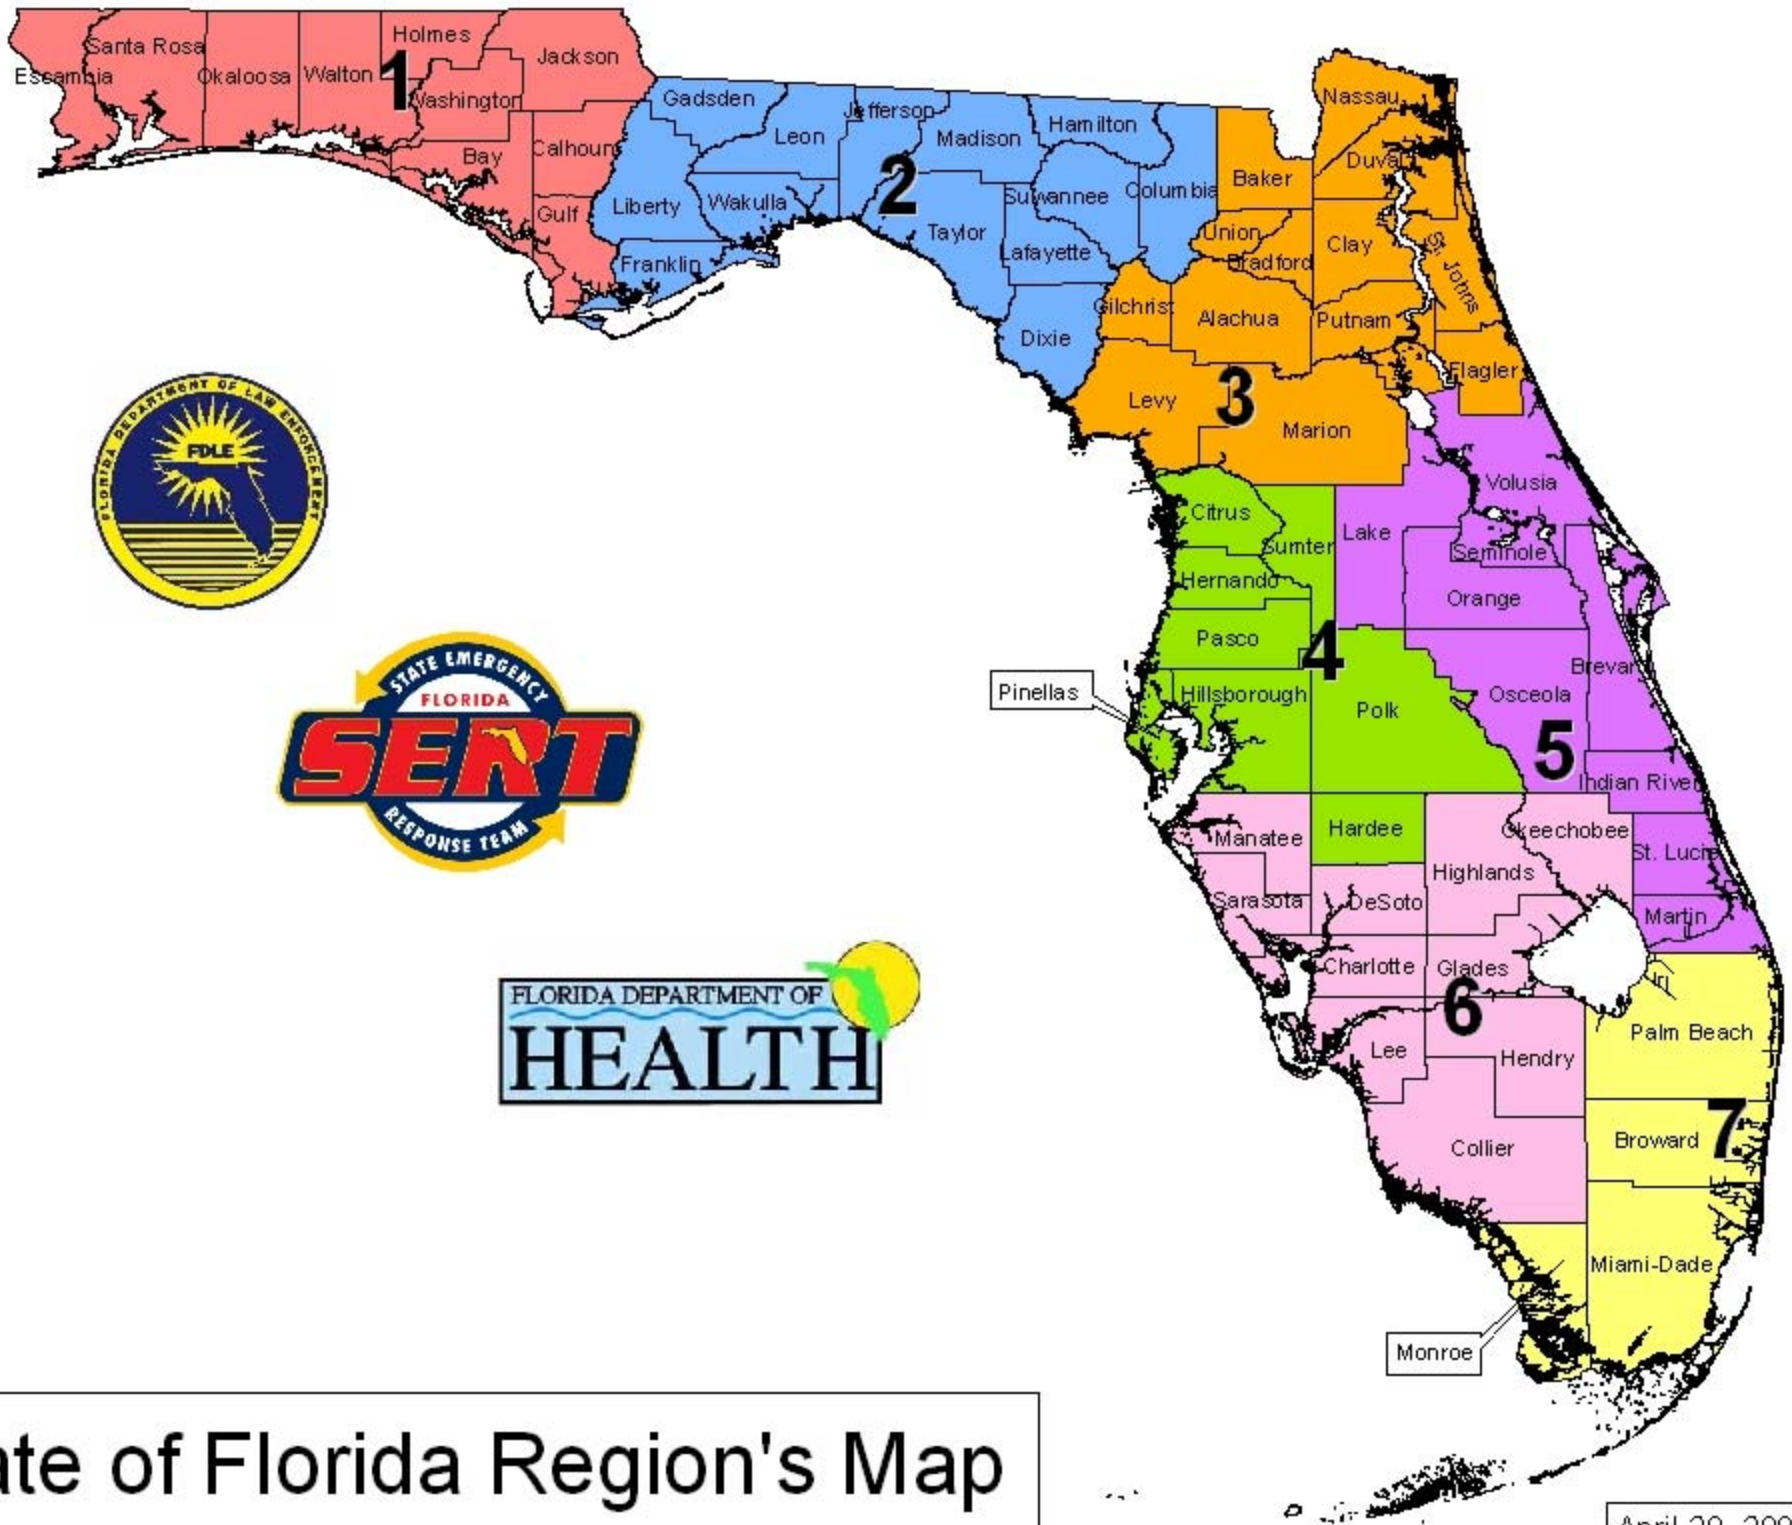 Holmes
Santa Rosa
Jackson
Escambia
Okaloosa
Walton
1
Washington
Bay
Calhoun
Gulf
Gadsden
Leon
Jefferson
Madison
Hamilton
Liberty
Wakulla
2
Taylor
Suwannee
Columbia
Lafayette
Franklin
Dixie
Nassau
Duval
Baker
Union
Bradford
Clay
St. Johns
Gilchrist
Alachua
Putnam
Flagler
Levy
3
Marion
Volusia
Citrus
Lake
Sumter
Seminole
Hernando
Orange
Pasco
4
Brevar
Pinellas
Hillsborough
Polk
Osceola
5
Indian River
Manatee
Hardee
Okeechobee
St. Lucie
Highlands
Sarasota
DeSoto
Martin
Charlotte
Glades
6
Palm Beach
Lee
Hendry
Broward
7
Collier
Miami-Dade
Monroe
FLORIDA DEPARTMENT OF LAW ENFORCEMENT
FDLE
STATE EMERGENCY
FLORIDA
SERT
RESPONSE TEAM
FLORIDA DEPARTMENT OF
HEALTH
ate of Florida Region's Map